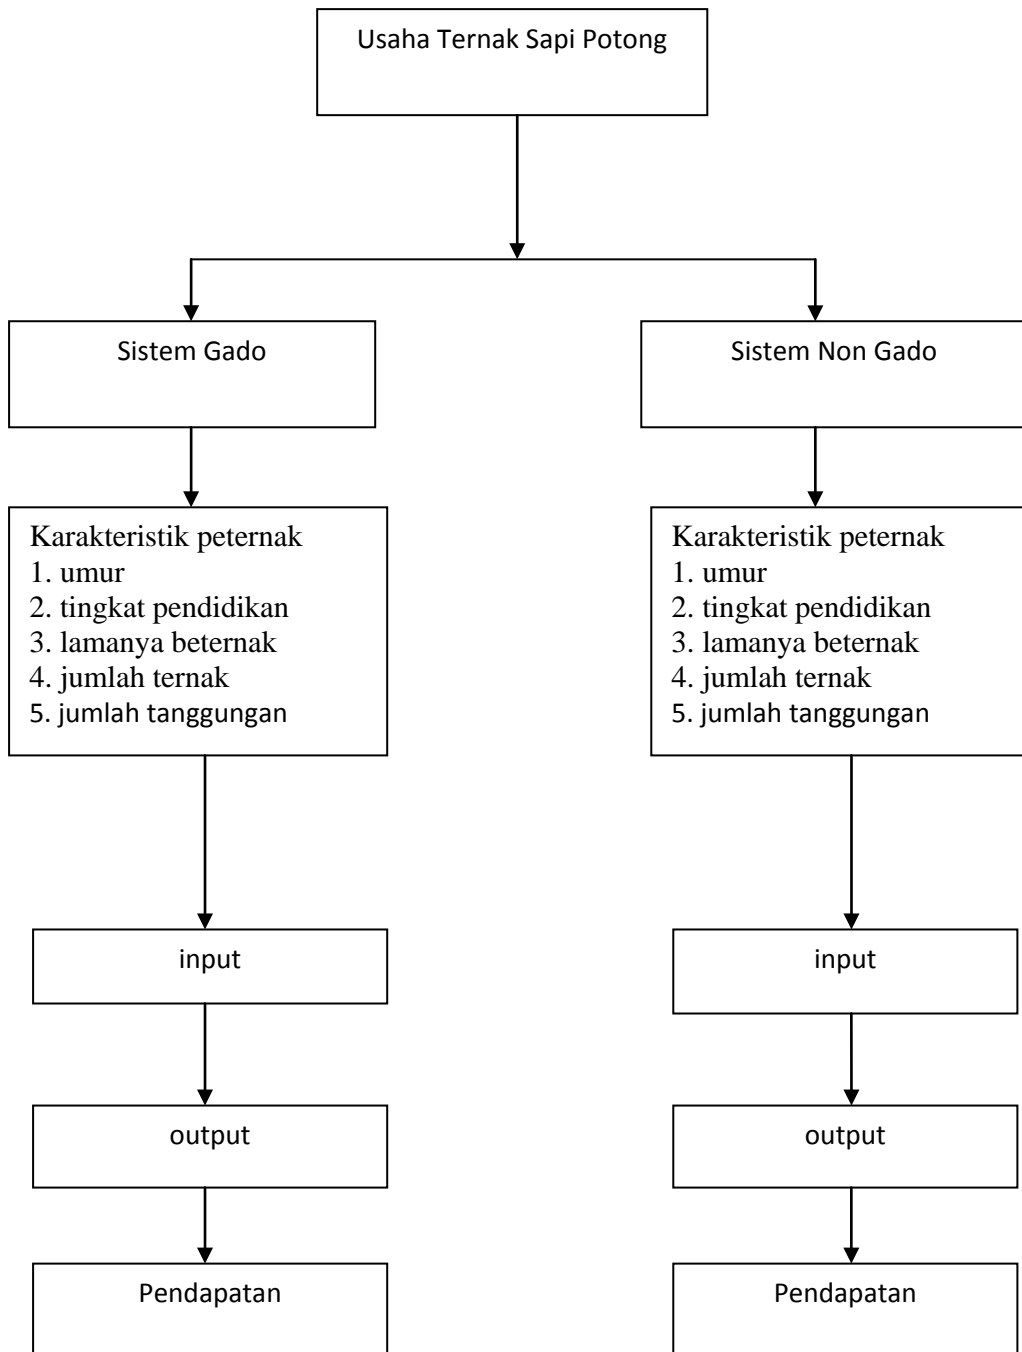 Usaha Ternak Sapi Potong
Sistem Gado
Sistem Non Gado
Karakteristik peternak
1. umur
2. tingkat pendidikan
3. lamanya beternak
4. jumlah ternak
5. jumlah tanggungan
Karakteristik peternak
1. umur
2. tingkat pendidikan
3. lamanya beternak
4. jumlah ternak
5. jumlah tanggungan
input
input
output
output
Pendapatan
Pendapatan